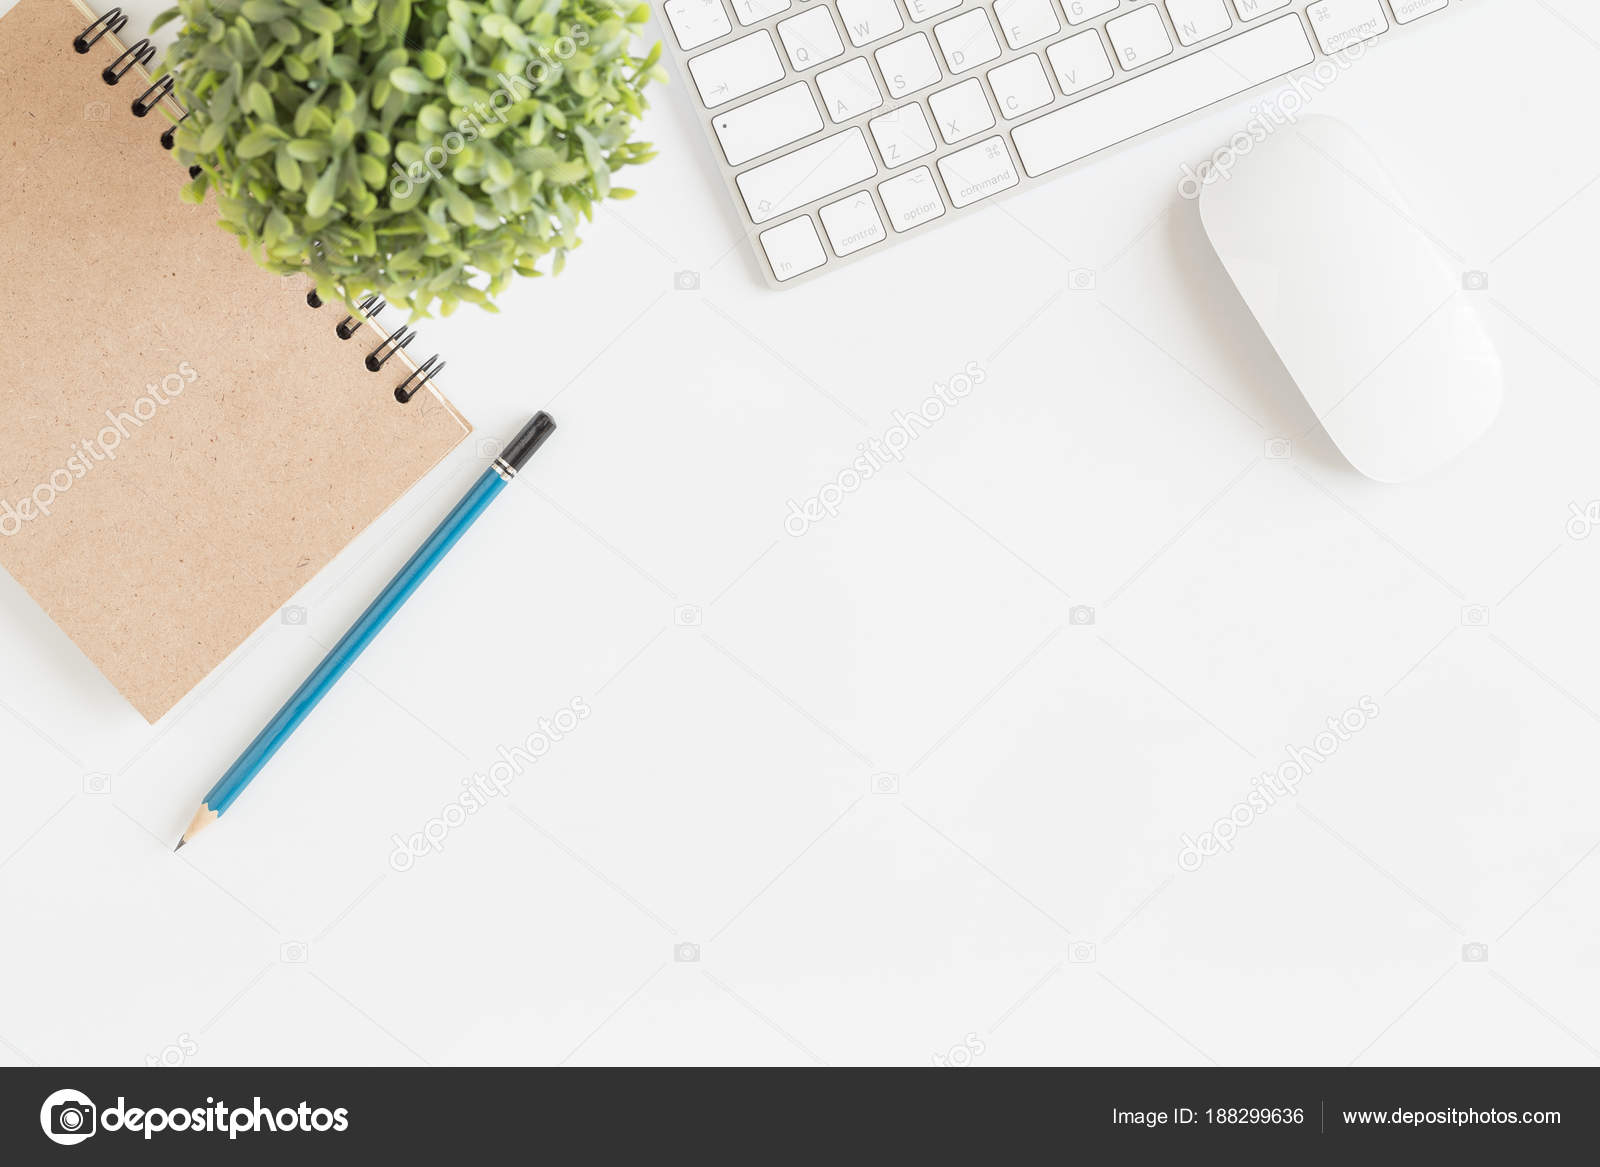 Q W E R T
A S D F G
Z X C V B N M
fn control option command command option
depositphotos
depositphotos
depositphotos
depositphotos
depositphotos
depositphotos
depositphotos
depositphotos Image ID: 188299636 www.depositphotos.com